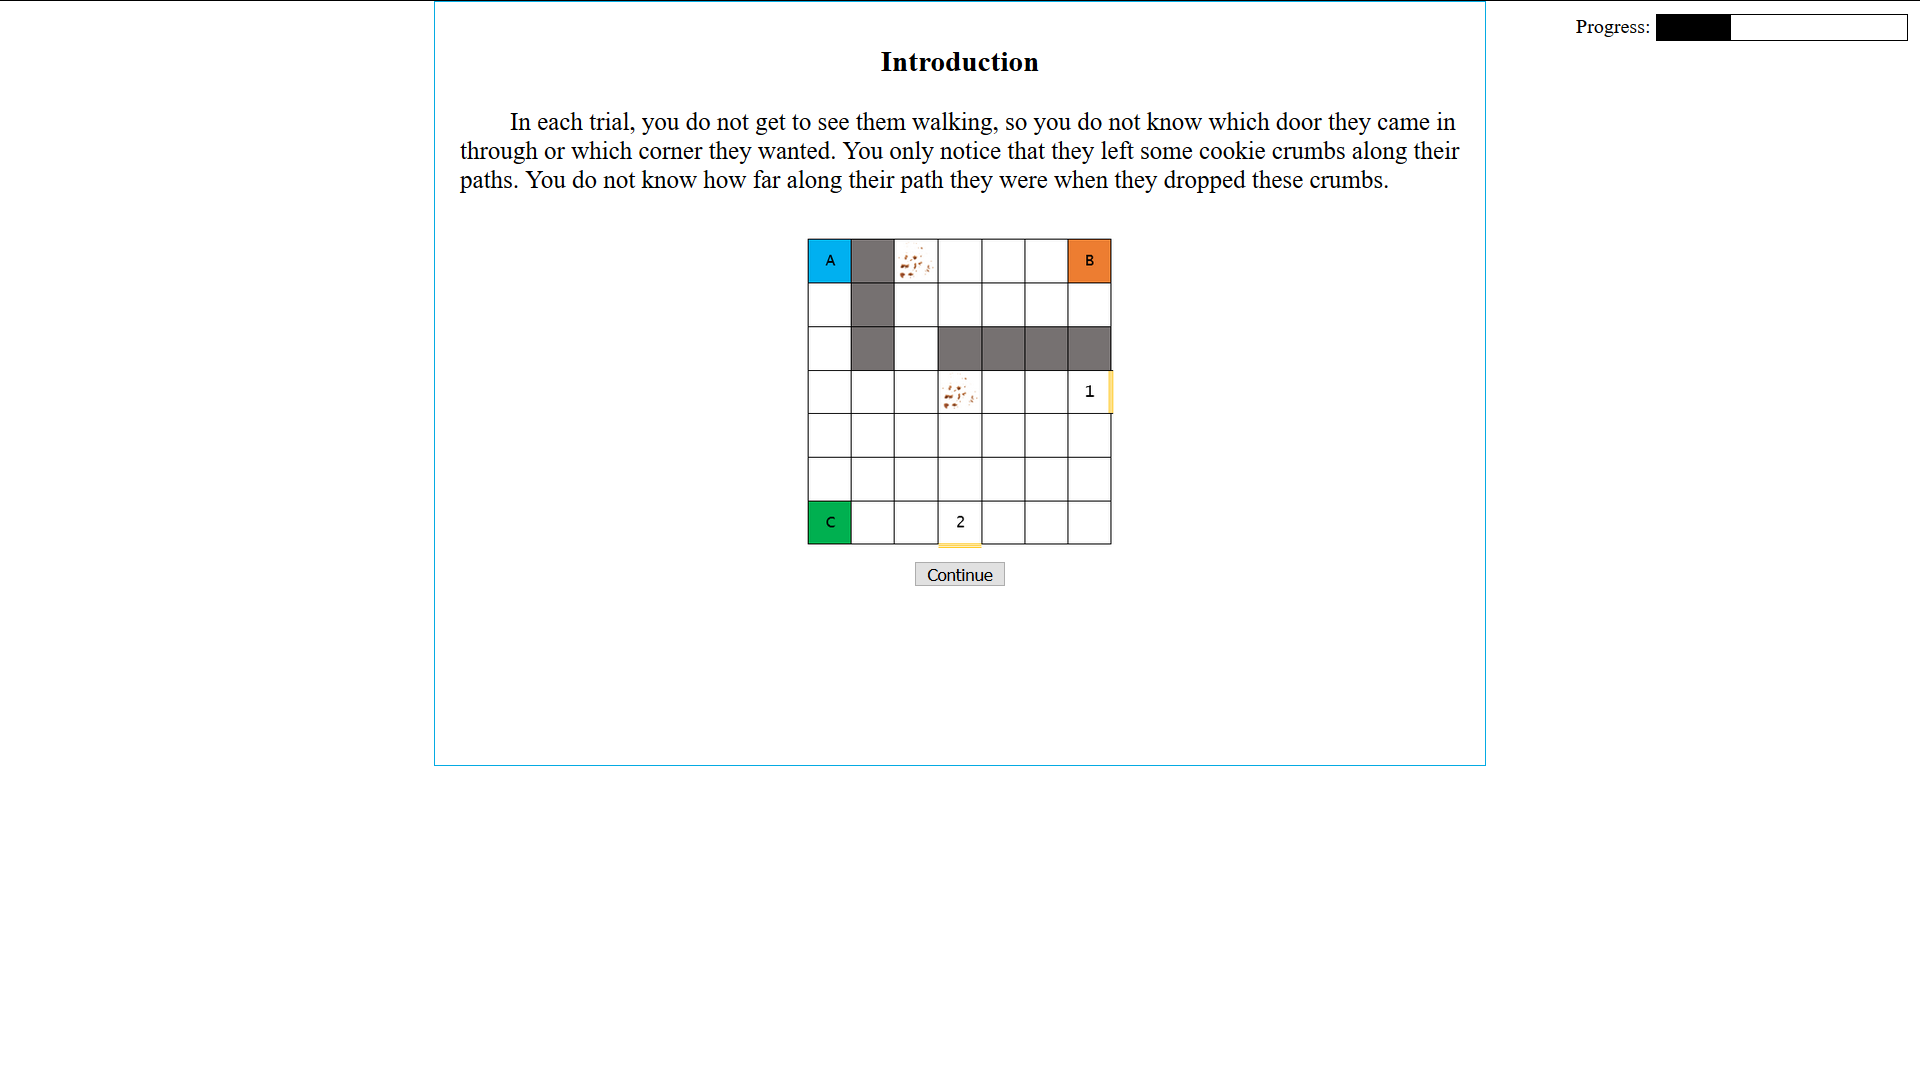 Progress:
Introduction
In each trial, you do not get to see them walking, so you do not know which door they came in
through or which corner they wanted. You only notice that they left some cookie crumbs along their
paths. You do not know how far along their path they were when they dropped these crumbs.
A B
1
C 2
Continue